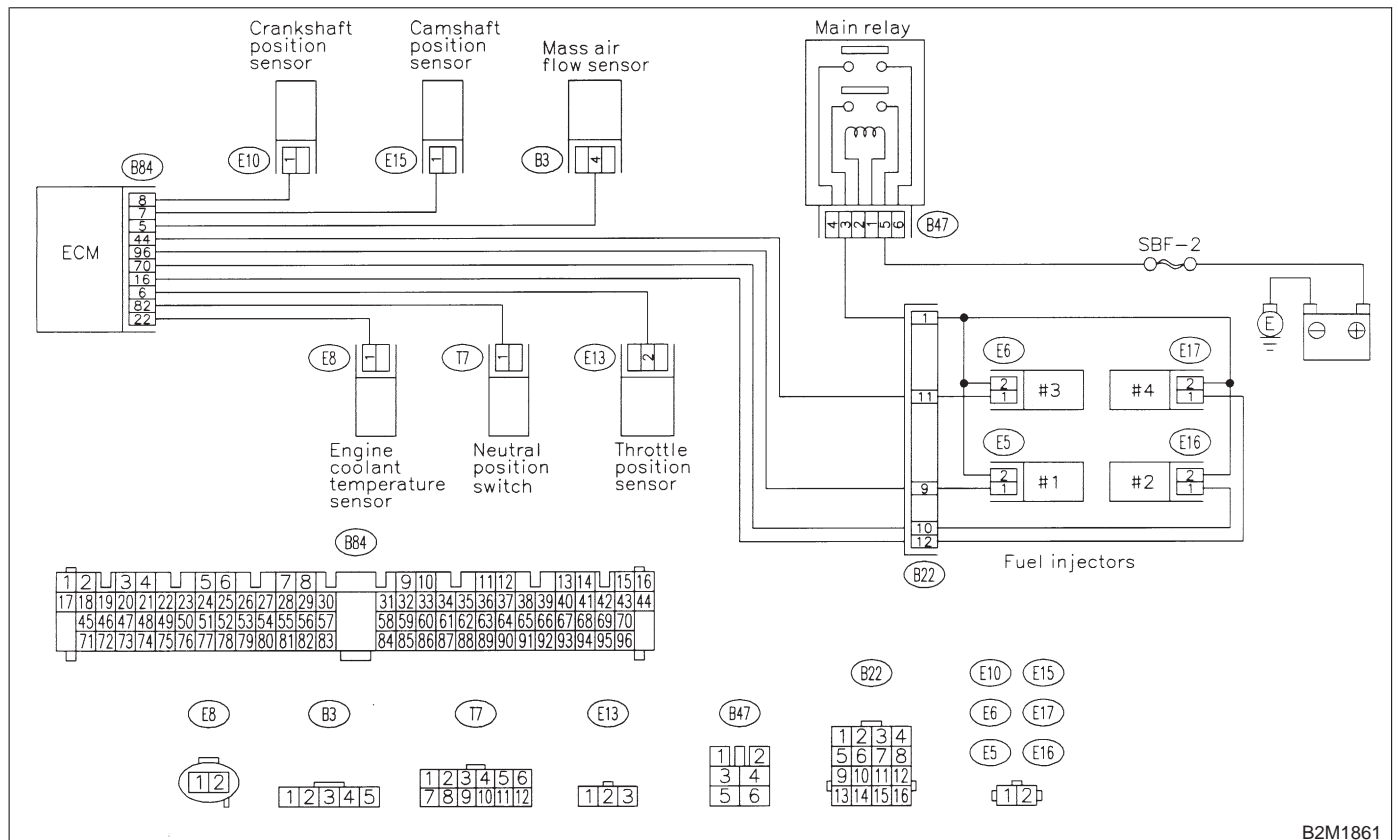 Crankshaft
position
sensor
Camshaft
position
sensor
Mass air
flow sensor
Main relay
B84
E10
1
E15
1
B3
4
4 3 2 1 5 6
B47
ECM
8
7
5
44
96
70
16
6
82
22
SBF-2
E
⊖ ⊕
E8
1
T7
1
E13
2
Engine
coolant
temperature
sensor
Neutral
position
switch
Throttle
position
sensor
1
11
9
10
12
B22
E6
2
1
#3
E17
#4
2
1
E5
2
1
#1
E16
#2
2
1
Fuel injectors
B84
1 2 3 4 5 6 7 8 9 10 11 12 13 14 15 16
17 18 19 20 21 22 23 24 25 26 27 28 29 30 31 32 33 34 35 36 37 38 39 40 41 42 43 44
45 46 47 48 49 50 51 52 53 54 55 56 57 58 59 60 61 62 63 64 65 66 67 68 69 70
71 72 73 74 75 76 77 78 79 80 81 82 83 84 85 86 87 88 89 90 91 92 93 94 95 96
E8
1 2
B3
1 2 3 4 5
T7
1 2 3 4 5 6
7 8 9 10 11 12
E13
1 2 3
B47
1 2
3 4
5 6
B22
1 2 3 4
5 6 7 8
9 10 11 12
13 14 15 16
E10 E15
E6 E17
E5 E16
1 2
B2M1861